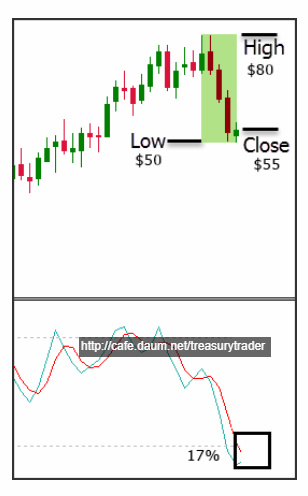 High
$80
Low
$50
Close
$55
http://cafe.daum.net/treasurytrader
17%